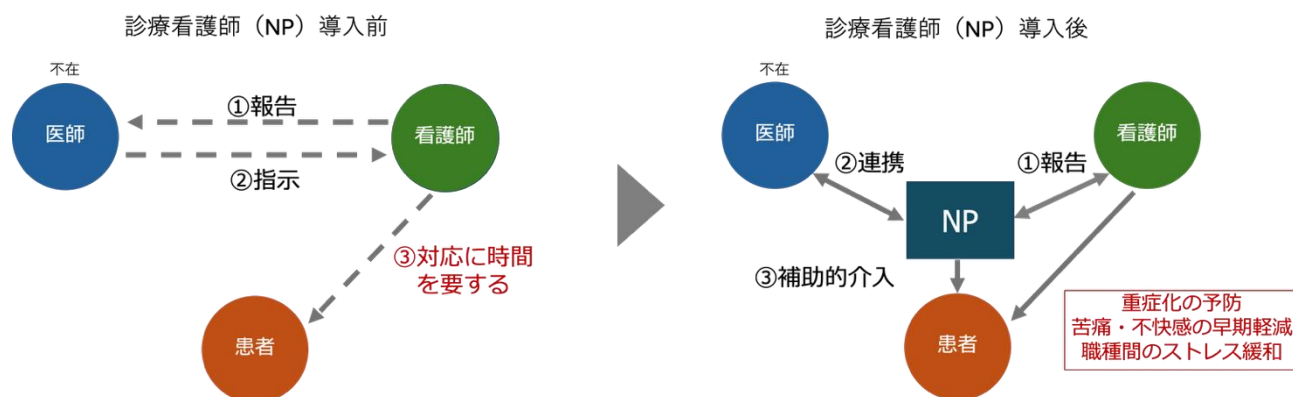 診療看護師（NP）導入前
不在
医師
①報告
看護師
②指示
③対応に時間
を要する
患者
診療看護師（NP）導入後
不在
医師
看護師
②連携
①報告
NP
③補助的介入
患者
重症化の予防
苦痛・不快感の早期軽減
職種間のストレス緩和